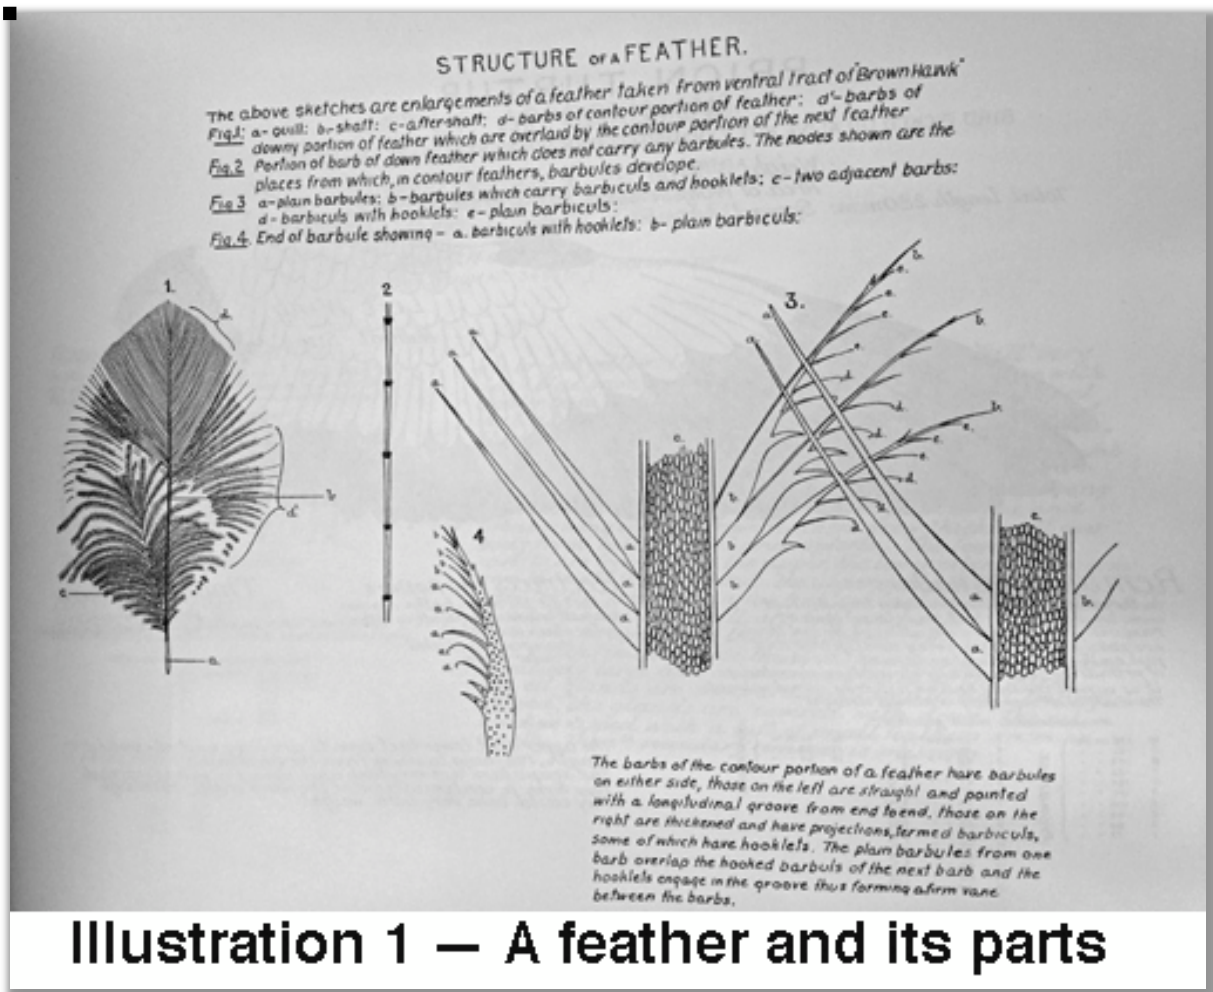 STRUCTURE OF A FEATHER.
The above sketches are enlargements of a feather taken from ventral tract of "Brown Hawk"
Fig.1: a-quill: b-shaft: c-aftershaft: d-barbs of contour portion of feather: d'-barbs of
downy portion of feather which are overlaid by the contour portion of the next feather
Fig.2 Portion of barb of down feather which does not carry any barbules. The nodes shown are the
places from which, in contour feathers, barbules develope.
Fig 3 a-plain barbules; b-barbules which carry barbiculs and hooklets; c-two adjacent barbs:
d-barbiculs with hooklets: e-plain barbiculs:
Fig.4. End of barbule showing- a. barbiculs with hooklets: b- plain barbiculs:
1.
2
3.
4
The barbs of the contour portion of a feather have barbules
on either side, those on the left are straight and pointed
with a longitudinal groove from end to end, those on the
right are thickened and have projections, termed barbiculs,
some of which have hooklets. The plain barbules from one
barb overlap the hooked barbuls of the next barb and the
hooklets engage in the groove thus forming a firm vane
between the barbs.
Illustration 1 — A feather and its parts